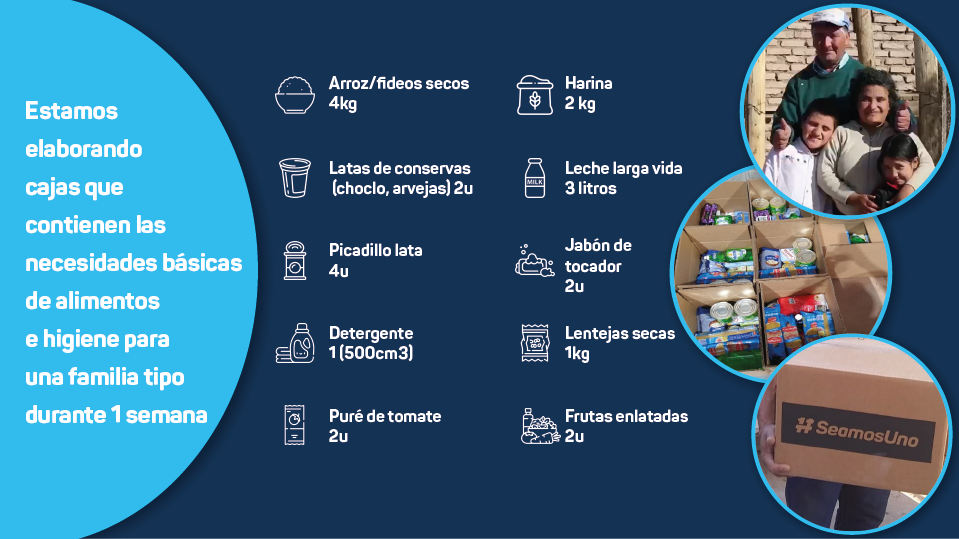 Estamos
elaborando
cajas que
contienen las
necesidades básicas
de alimentos
e higiene para
una familia tipo
durante 1 semana
Arroz/fideos secos
4kg
Latas de conservas
(choclo, arvejas) 2u
Picadillo lata
4u
Detergente
1 (500cm3)
Puré de tomate
2u
Harina
2 kg
MILK
Leche larga vida
3 litros
Jabón de
tocador
2u
Lentejas secas
1kg
Frutas enlatadas
2u
#SeamosUno